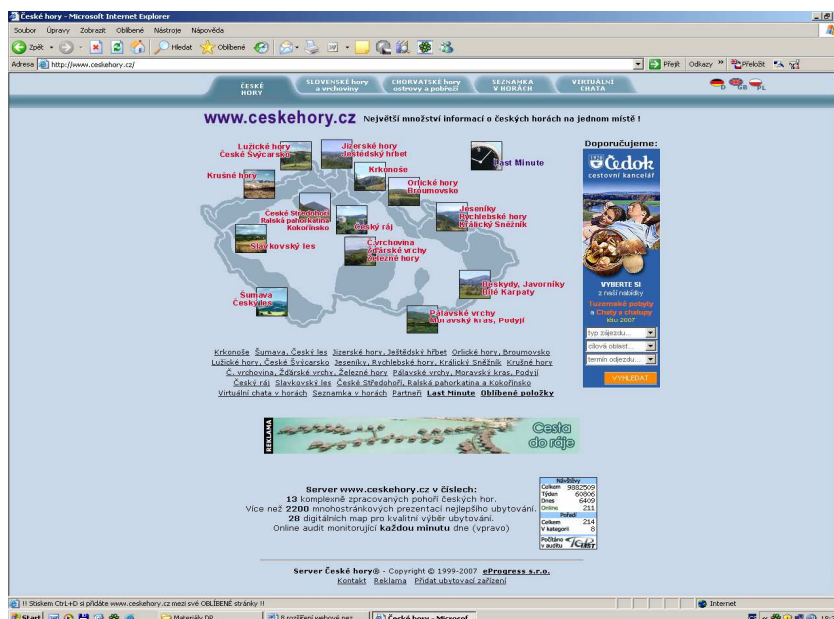 České hory - Microsoft Internet Explorer
Soubor Úpravy Zobrazit Oblíbené Nástroje Nápověda
Zpět Hledat Oblíbené
Adresa http://www.ceskehory.cz/ Přejít Odkazy » Přeložit
ČESKÉ HORY
SLOVENSKÉ hory a vrchoviny
CHORVATSKÉ hory ostrovy a pobřeží
SEZNAMKA V HORÁCH
VIRTUÁLNÍ CHATA
D GB PL
www.ceskehory.cz Největší množství informací o českých horách na jednom místě !
Lužické hory
České Švýcarsko
Jizerské hory
Ještědský hřbet
Last Minute
Krkonoše
Krušné hory
Orlické hory
Broumovsko
České Středohoří
Ralská pahorkatina
Kokořínsko
Český ráj
Jeseníky
Rychlebské hory
Králický Sněžník
Slavkovský les
Č.vrchovina
Žďárské vrchy
Železné hory
Beskydy, Javorníky
Bílé Karpaty
Šumava
Český les
Pálavské vrchy
Moravský kras, Podyjí
Doporučujeme:
Čedok
cestovní kancelář
VYBERTE SI
z naší nabídky
Tuzemské pobyty
a Chaty a chalupy
léto 2007
typ zájezdu...
cílová oblast...
termín odjezdu...
VYHLEDAT
Krkonoše Šumava, Český les Jizerské hory, Ještědský hřbet Orlické hory, Broumovsko
Lužické hory, České Švýcarsko Jeseníky, Rychlebské hory, Králický Sněžník Krušné hory
Č. vrchovina, Žďárské vrchy, Železné hory Pálavské vrchy, Moravský kras, Podyjí
Český ráj Slavkovský les České Středohoří, Ralská pahorkatina a Kokořínsko
Virtuální chata v horách Seznamka v horách Partneři Last Minute Oblíbené položky
REKLAMA
Cesta
do ráje
Server www.ceskehory.cz v číslech:
13 komplexně zpracovaných pohoří českých hor.
Více než 2200 mnohostránkových prezentací nejlepšího ubytování.
28 digitálních map pro kvalitní výběr ubytování.
Online audit monitorující každou minutu dne (vpravo)
Návštěvy
Celkem 9882509
Týden 60806
Dnes 6409
Online 211
Pořadí
Celkem 214
V kategorii 8
Počítáno
v auditu TOPLIST
Server České hory® - Copyright © 1999-2007 eProgress s.r.o.
Kontakt Reklama Přidat ubytovací zařízení
!! Stiskem Ctrl+D si přidáte www.ceskehory.cz mezi své OBLÍBENÉ stránky !! Internet
Start Materiály DP 8 rozšíření webové nez České hory - Microsof